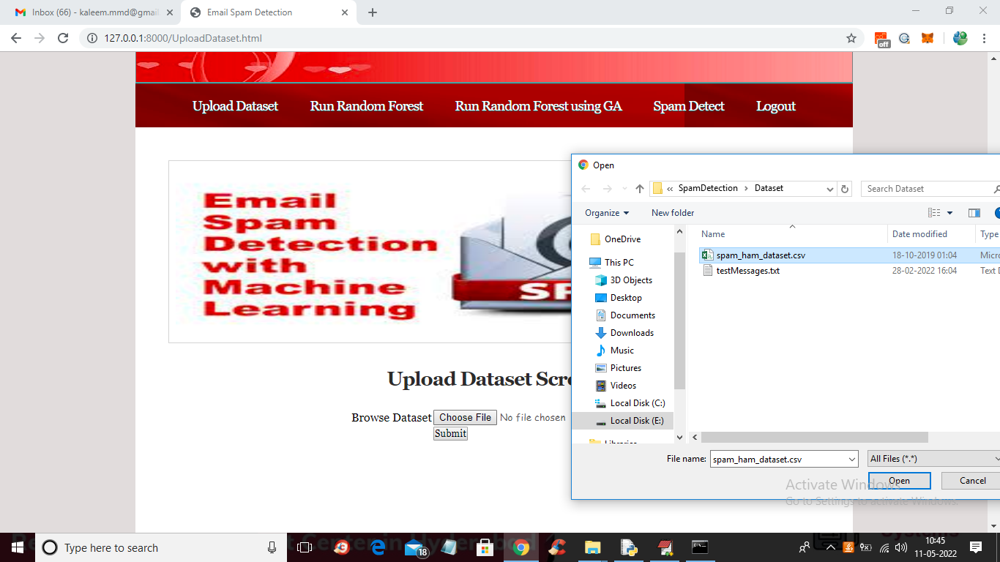 Inbox (66) - kaleem.mmd@gmai
Email Spam Detection
127.0.0.1:8000/UploadDataset.html
off
Upload Dataset Run Random Forest Run Random Forest using GA Spam Detect Logout
Email
Spam
Detection
with
Machine
Learning
SP
Upload Dataset Scre
Browse Dataset Choose File No file chosen
Submit
Open
« SpamDetection › Dataset
Search Dataset
Organize New folder
OneDrive
This PC
3D Objects
Desktop
Documents
Downloads
Music
Pictures
Videos
Local Disk (C:)
Local Disk (E:)
Libraries
Name Date modified Type
spam_ham_dataset.csv 18-10-2019 01:04 Micro
testMessages.txt 28-02-2022 16:04 Text D
File name: spam_ham_dataset.csv All Files (*.*)
Open Cancel
Activate Windows
Go to Settings to activate Windows.
Type here to search
18
10:45
11-05-2022